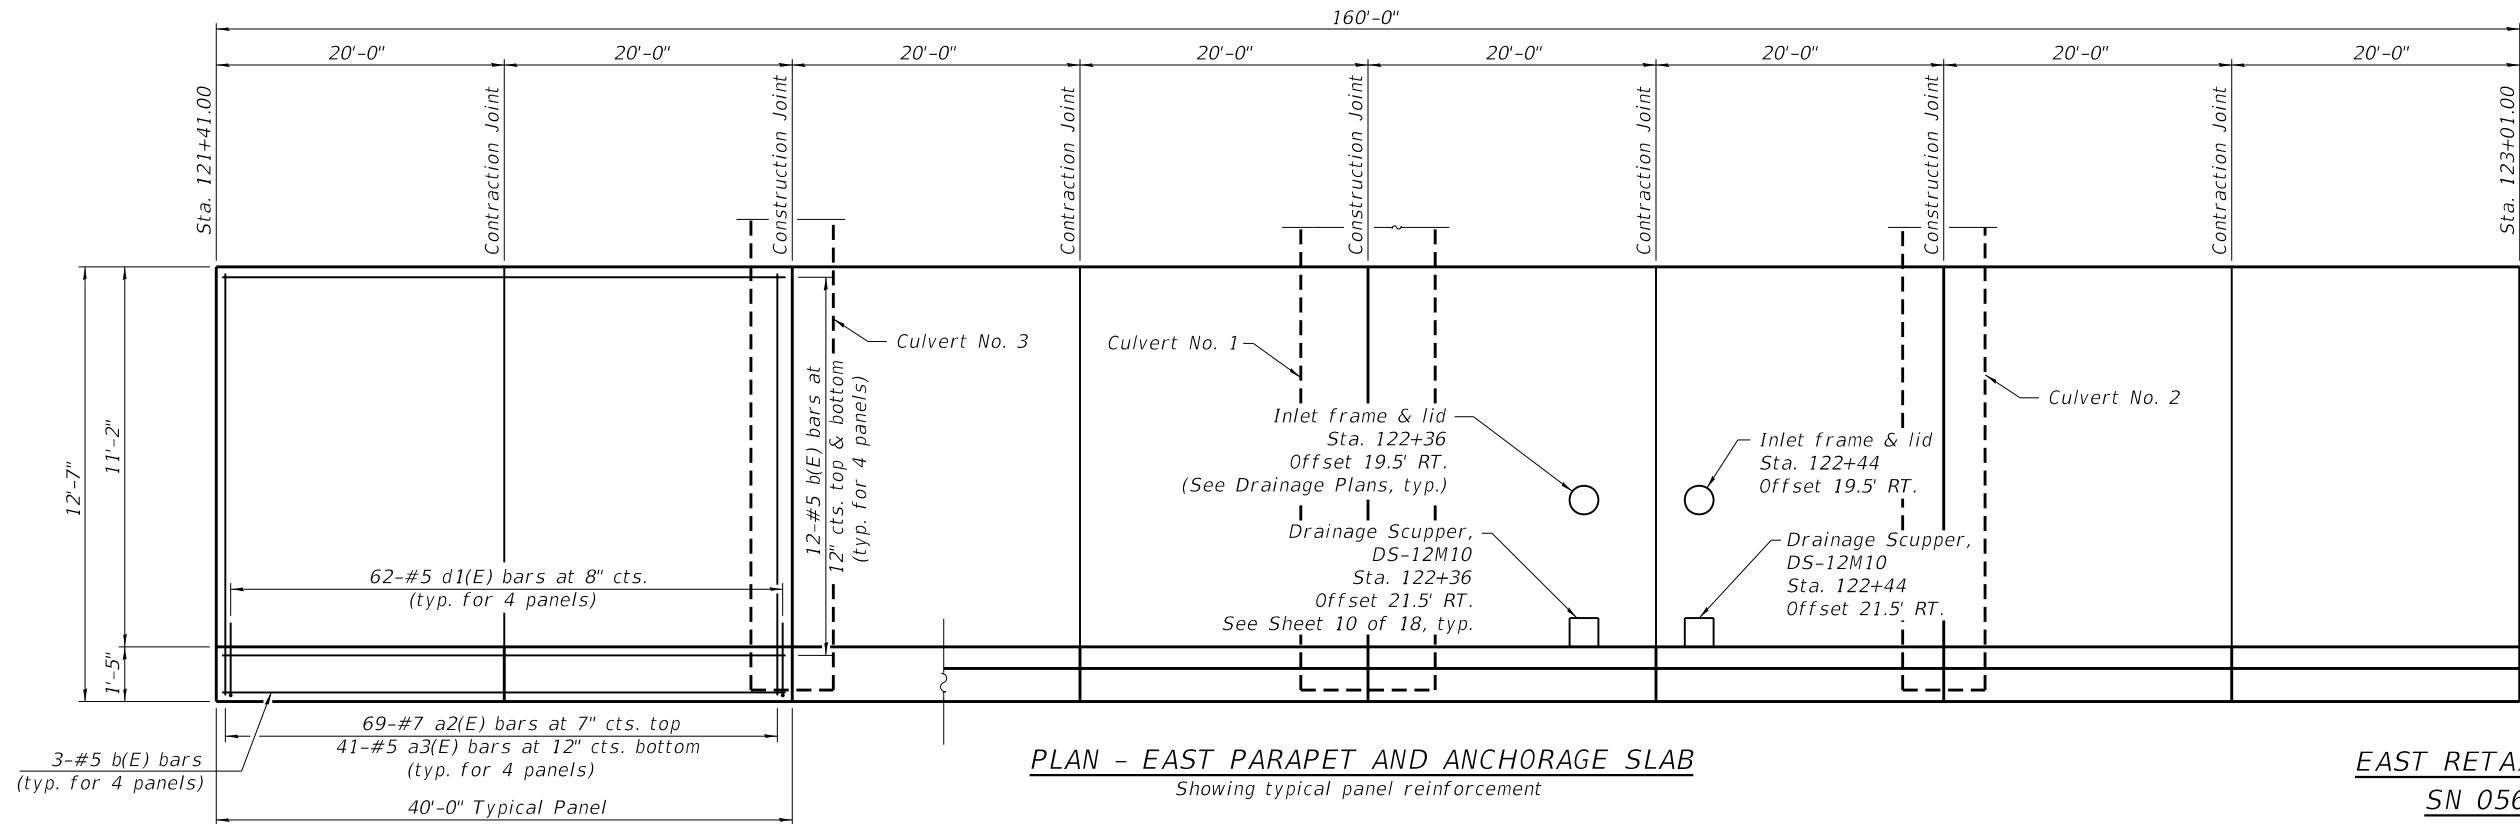 160'-0"
20'-0"
20'-0"
20'-0"
20'-0"
20'-0"
20'-0"
20'-0"
20'-0"
Sta. 121+41.00
Contraction Joint
Construction Joint
Contraction Joint
Construction Joint
Contraction Joint
Construction Joint
Contraction Joint
Sta. 123+01.00
12'-7"
11'-2"
1'-5"
Culvert No. 3
Culvert No. 1
Culvert No. 2
12-#5 b(E) bars at
12" cts. top & bottom
(typ. for 4 panels)
Inlet frame & lid
Sta. 122+36
Offset 19.5' RT.
(See Drainage Plans, typ.)
Inlet frame & lid
Sta. 122+44
Offset 19.5' RT.
Drainage Scupper,
DS-12M10
Sta. 122+36
Offset 21.5' RT.
See Sheet 10 of 18, typ.
Drainage Scupper,
DS-12M10
Sta. 122+44
Offset 21.5' RT.
62-#5 d1(E) bars at 8" cts.
(typ. for 4 panels)
69-#7 a2(E) bars at 7" cts. top
41-#5 a3(E) bars at 12" cts. bottom
(typ. for 4 panels)
3-#5 b(E) bars
(typ. for 4 panels)
40'-0" Typical Panel
PLAN - EAST PARAPET AND ANCHORAGE SLAB
Showing typical panel reinforcement
EAST RETA
SN 056